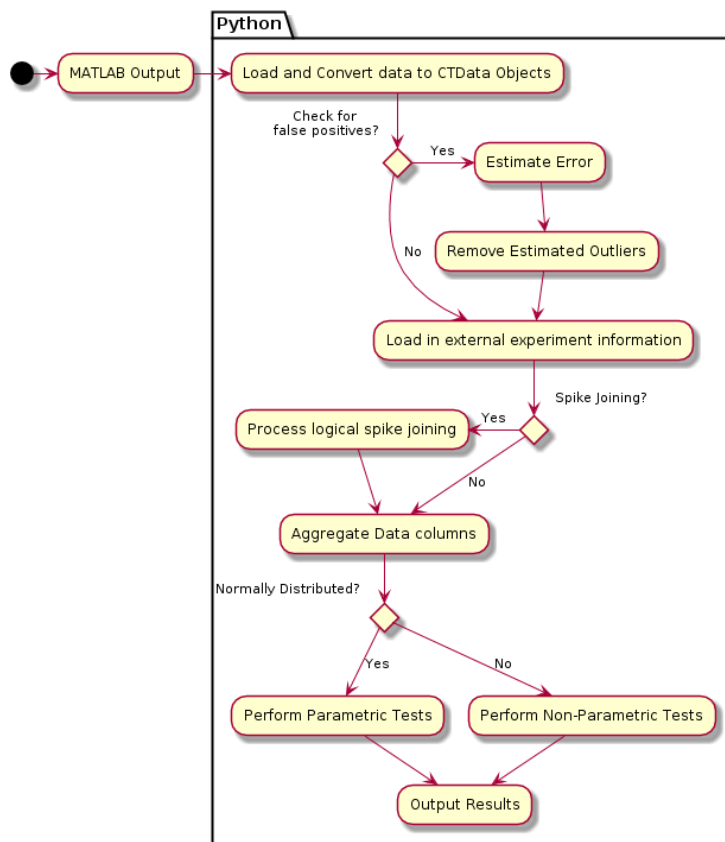 Python
MATLAB Output
Load and Convert data to CTData Objects
Check for
false positives?
Yes
Estimate Error
No
Remove Estimated Outliers
Load in external experiment information
Spike Joining?
Yes
Process logical spike joining
No
Aggregate Data columns
Normally Distributed?
Yes
No
Perform Parametric Tests
Perform Non-Parametric Tests
Output Results